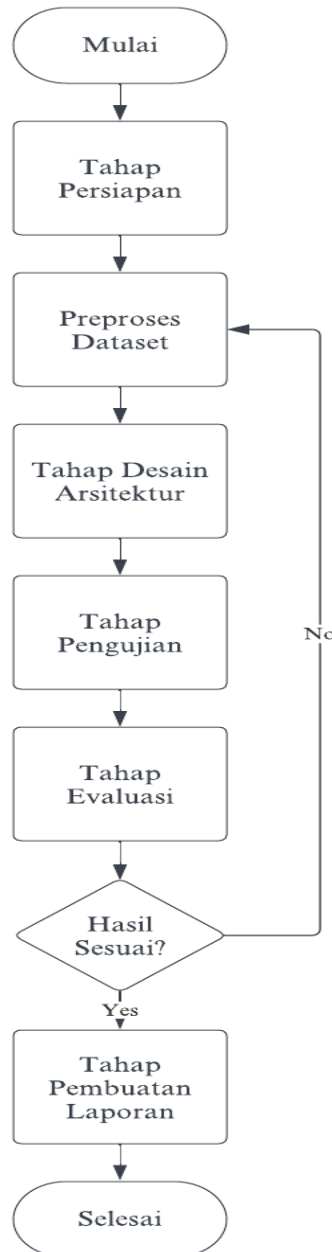 Mulai
Tahap
Persiapan
Preproses
Dataset
Tahap Desain
Arsitektur
Tahap
Pengujian
No
Tahap
Evaluasi
Hasil
Sesuai?
Yes
Tahap
Pembuatan
Laporan
Selesai